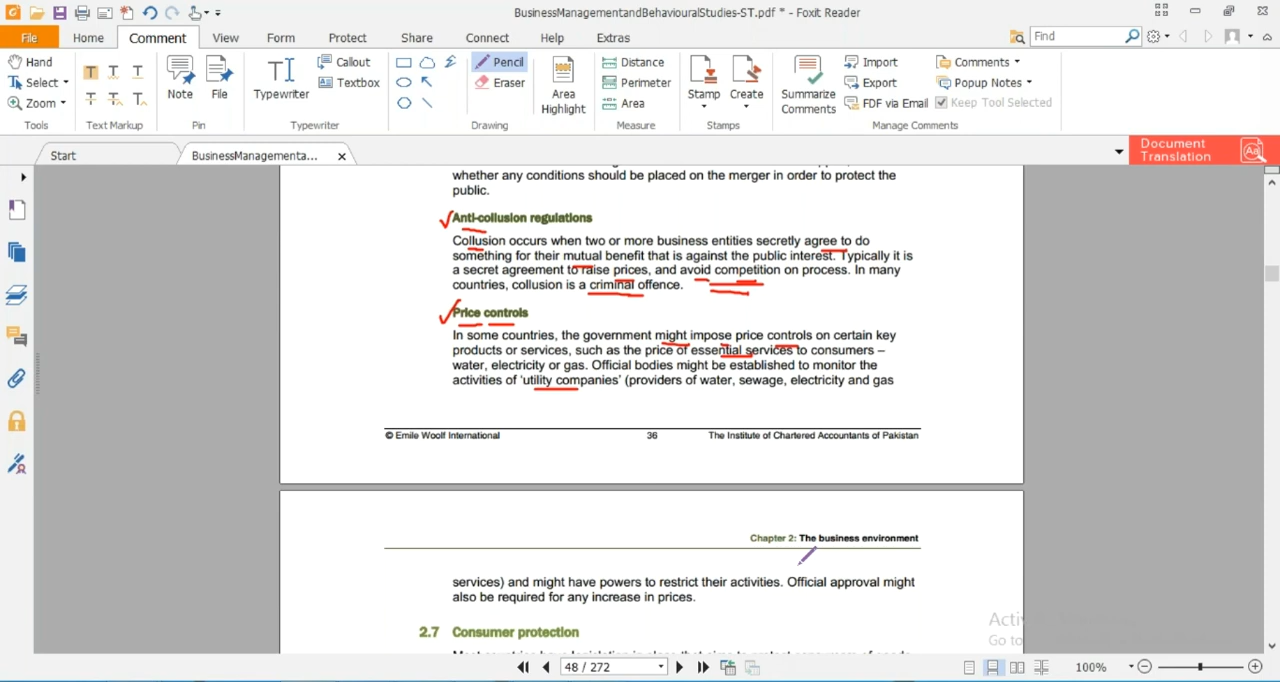 BusinessManagementandBehaviouralStudies-ST.pdf * - Foxit Reader
File Home Comment View Form Protect Share Connect Help Extras
Find
Hand
Select
Zoom
Tools
Text Markup
Note
File
Pin
Typewriter
Callout
Textbox
Typewriter
Pencil
Eraser
Drawing
Area
Highlight
Distance
Perimeter
Area
Measure
Stamp
Create
Stamps
Summarize
Comments
Import
Export
FDF via Email
Comments
Popup Notes
Keep Tool Selected
Manage Comments
Start
BusinessManagementa...
Document
Translation
Aa
whether any conditions should be placed on the merger in order to protect the
public.
Anti-collusion regulations
Collusion occurs when two or more business entities secretly agree to do
something for their mutual benefit that is against the public interest. Typically it is
a secret agreement to raise prices, and avoid competition on process. In many
countries, collusion is a criminal offence.
Price controls
In some countries, the government might impose price controls on certain key
products or services, such as the price of essential services to consumers –
water, electricity or gas. Official bodies might be established to monitor the
activities of ‘utility companies’ (providers of water, sewage, electricity and gas
© Emile Woolf International 36 The Institute of Chartered Accountants of Pakistan
Chapter 2: The business environment
services) and might have powers to restrict their activities. Official approval might
also be required for any increase in prices.
2.7 Consumer protection
Go to
48 / 272
100%